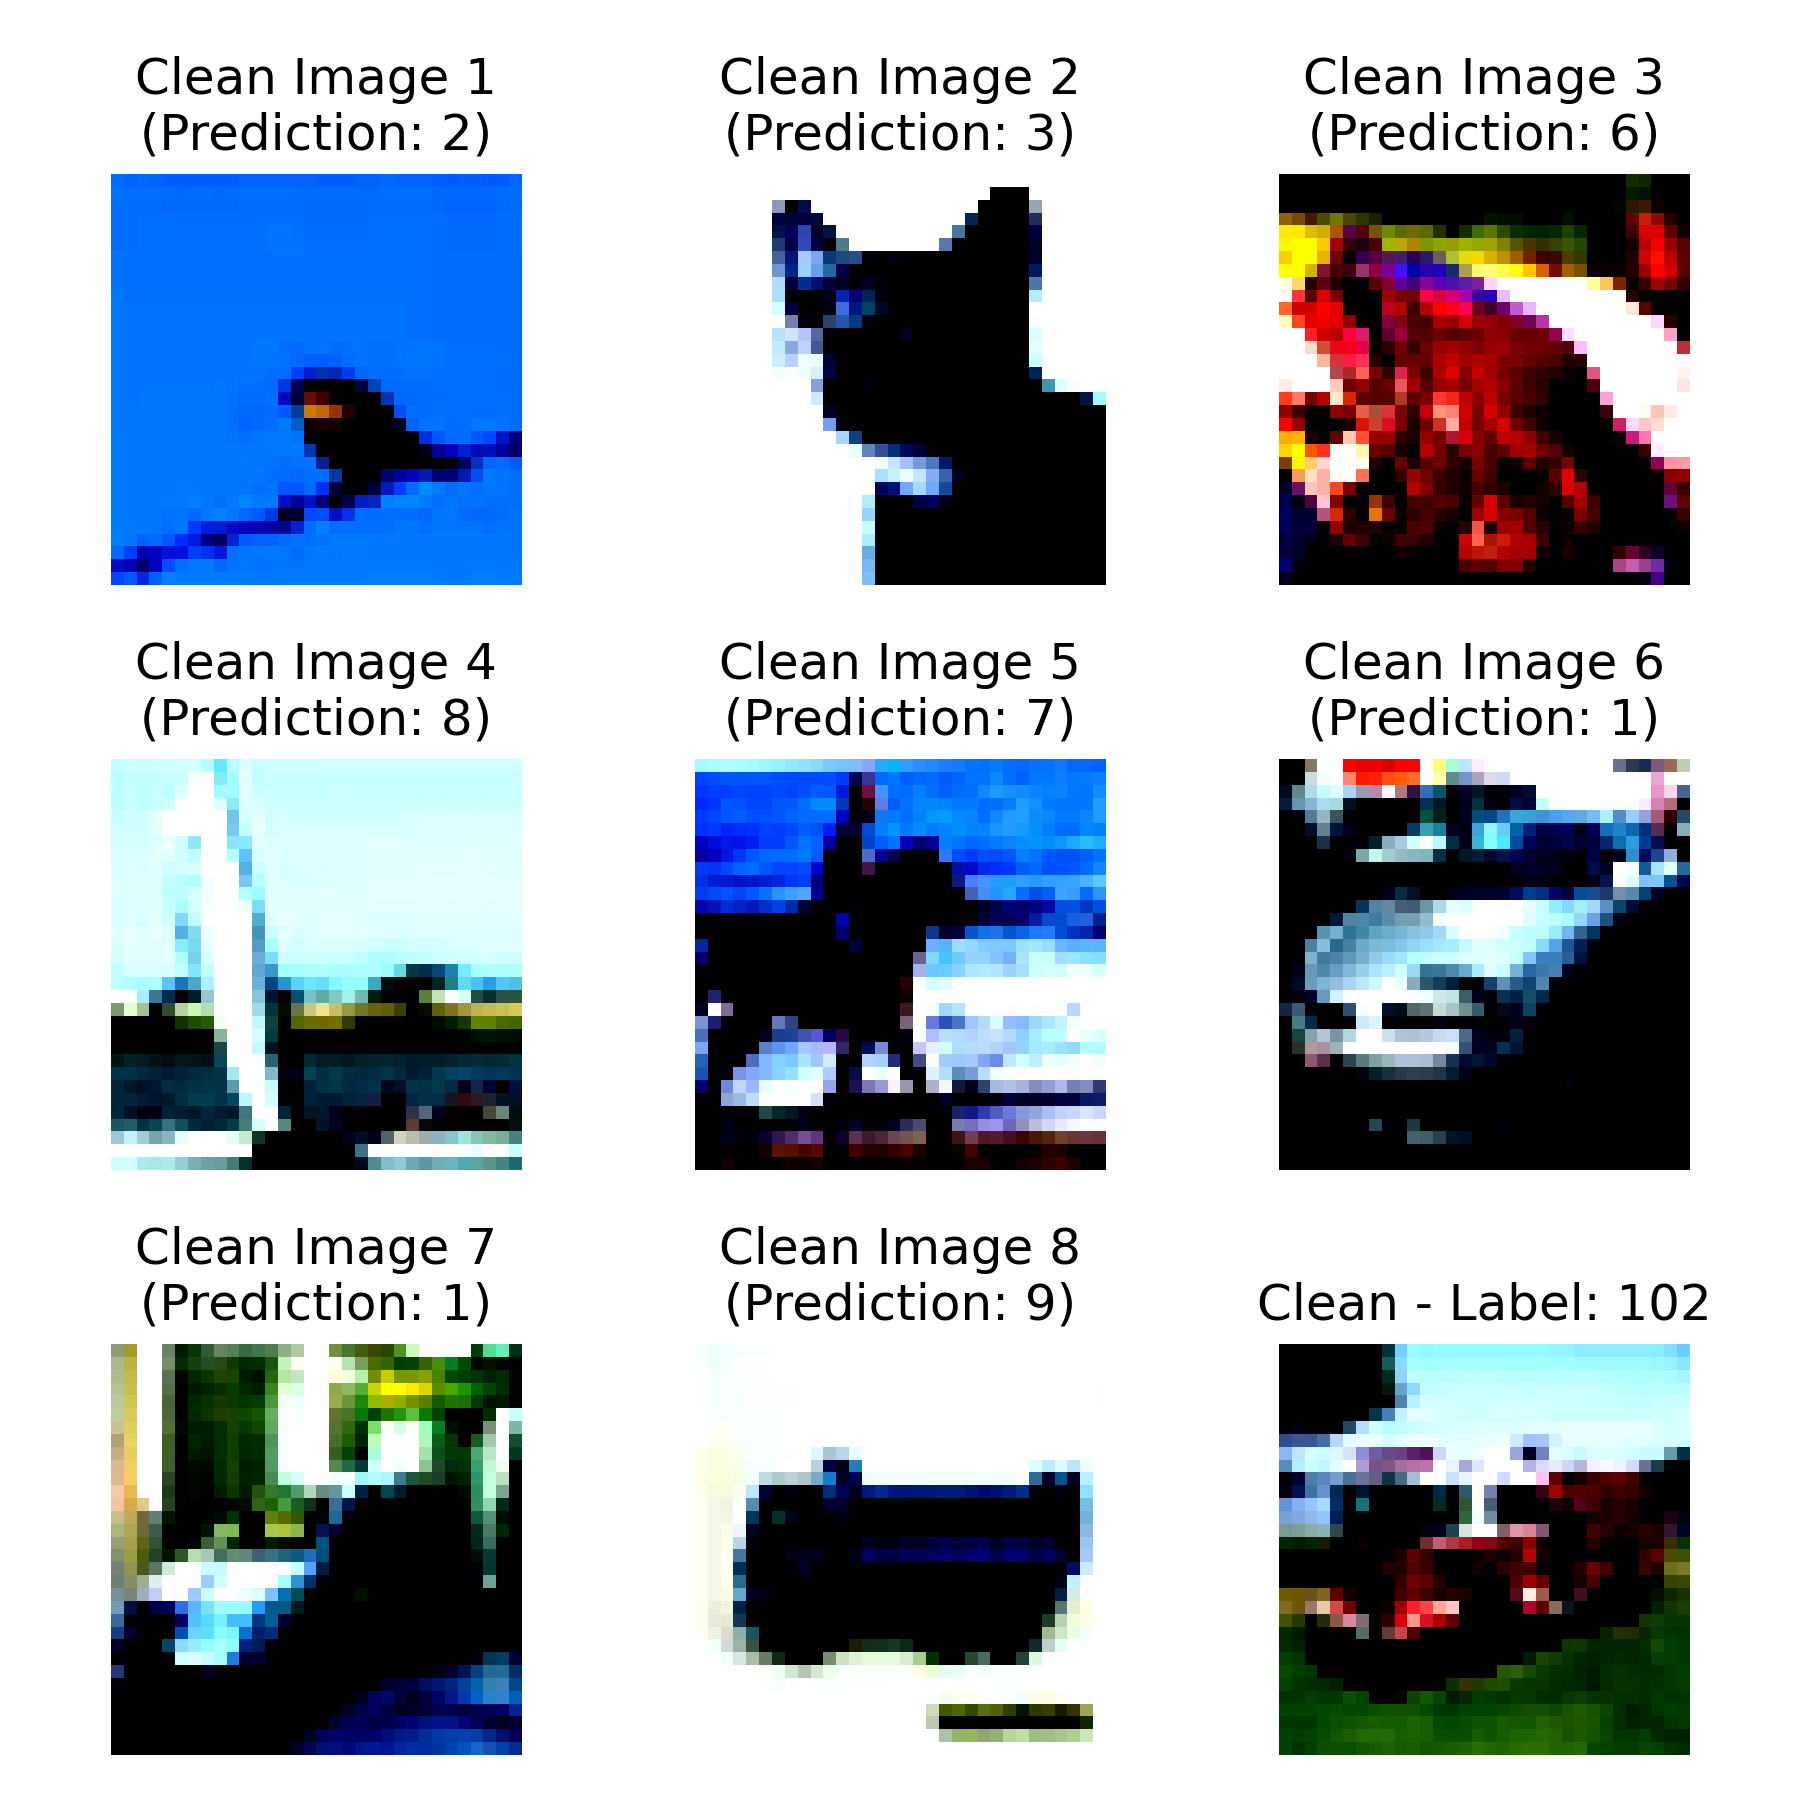 Clean Image 1
(Prediction: 2)
Clean Image 2
(Prediction: 3)
Clean Image 3
(Prediction: 6)
Clean Image 4
(Prediction: 8)
Clean Image 5
(Prediction: 7)
Clean Image 6
(Prediction: 1)
Clean Image 7
(Prediction: 1)
Clean Image 8
(Prediction: 9)
Clean - Label: 102